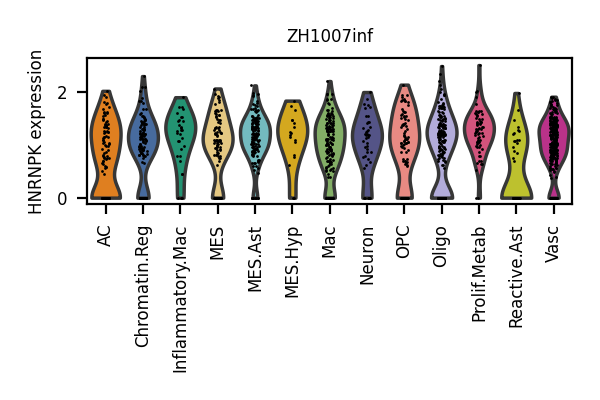 ZH1007inf
HNRNPK expression
2
0
AC
Chromatin.Reg
Inflammatory.Mac
MES
MES.Ast
MES.Hyp
Mac
Neuron
OPC
Oligo
Prolif.Metab
Reactive.Ast
Vasc